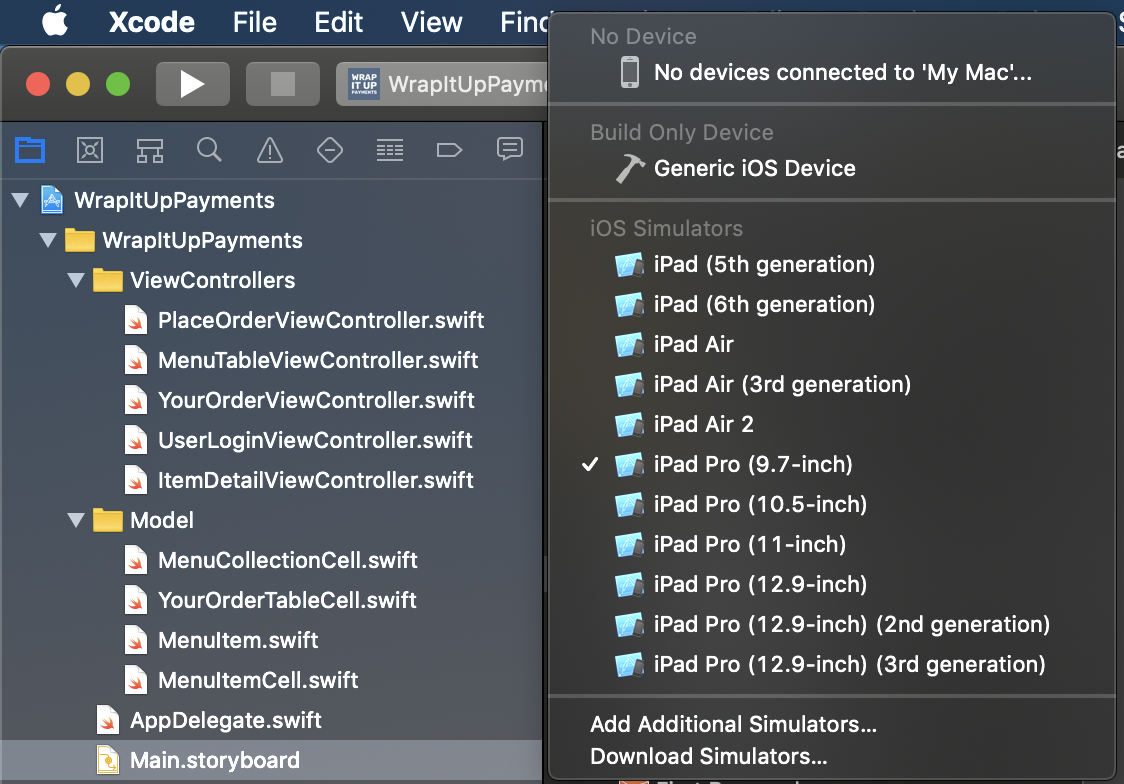 Xcode File Edit View Find
WRAP IT UP PAYMENTS
WrapItUpPayme
No Device
No devices connected to 'My Mac'...
Build Only Device
Generic iOS Device
iOS Simulators
iPad (5th generation)
iPad (6th generation)
iPad Air
iPad Air (3rd generation)
iPad Air 2
iPad Pro (9.7-inch)
iPad Pro (10.5-inch)
iPad Pro (11-inch)
iPad Pro (12.9-inch)
iPad Pro (12.9-inch) (2nd generation)
iPad Pro (12.9-inch) (3rd generation)
Add Additional Simulators...
Download Simulators...
WrapItUpPayments
WrapItUpPayments
ViewControllers
PlaceOrderViewController.swift
MenuTableViewController.swift
YourOrderViewController.swift
UserLoginViewController.swift
ItemDetailViewController.swift
Model
MenuCollectionCell.swift
YourOrderTableCell.swift
MenuItem.swift
MenuItemCell.swift
AppDelegate.swift
Main.storyboard